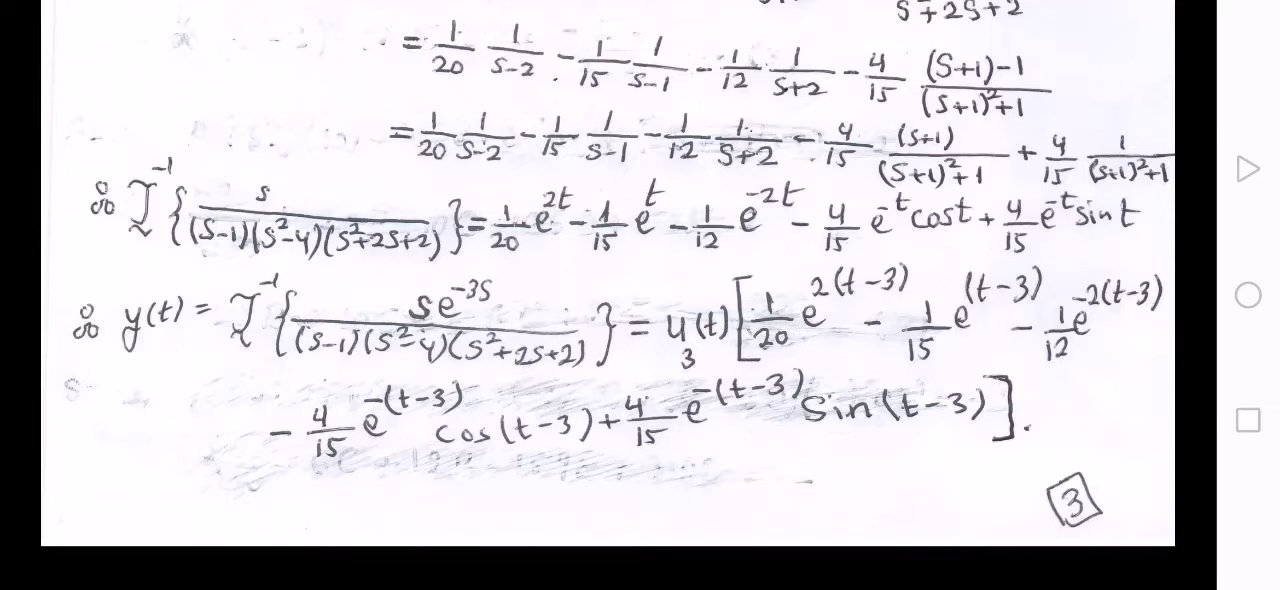 s²+2s+2
= 1/20 1/(s-2) - 1/15 1/(s-1) - 1/12 1/(s+2) - 4/15 ((s+1)-1)/((s+1)²+1)
= 1/20 1/(s-2) - 1/15 1/(s-1) - 1/12 1/(s+2) - 4/15 (s+1)/((s+1)²+1) + 4/15 1/((s+1)²+1)
∴ ℒ⁻¹{s/((s-1)(s²-4)(s²+2s+2))} = 1/20 e^{2t} - 1/15 e^{t} - 1/12 e^{-2t} - 4/15 e^{-t} cost + 4/15 e^{-t} sint
∴ y(t) = ℒ⁻¹{se^{-3s}/((s-1)(s²-4)(s²+2s+2))} = u₃(t)[1/20 e^{2(t-3)} - 1/15 e^{(t-3)} - 1/12 e^{-2(t-3)}
- 4/15 e^{-(t-3)} cos(t-3) + 4/15 e^{-(t-3)} sin(t-3)].
3